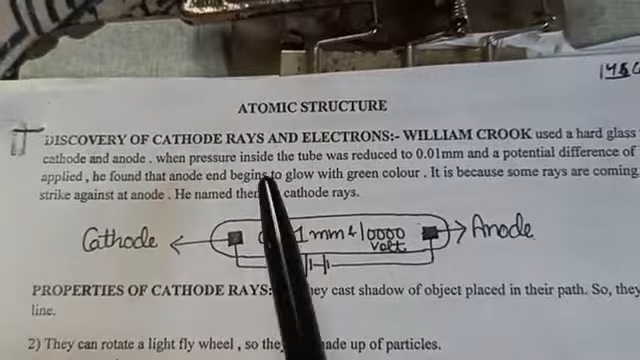 ATOMIC STRUCTURE
DISCOVERY OF CATHODE RAYS AND ELECTRONS:- WILLIAM CROOK used a hard glass
cathode and anode . when pressure inside the tube was reduced to 0.01mm and a potential difference of
applied , he found that anode end begins to glow with green colour . It is because some rays are coming
strike against at anode . He named cathode rays.
Cathode 1mm & 10000 volt Anode
PROPERTIES OF CATHODE RAYS: hey cast shadow of object placed in their path. So, they
line.
2) They can rotate a light fly wheel , so the ade up of particles.